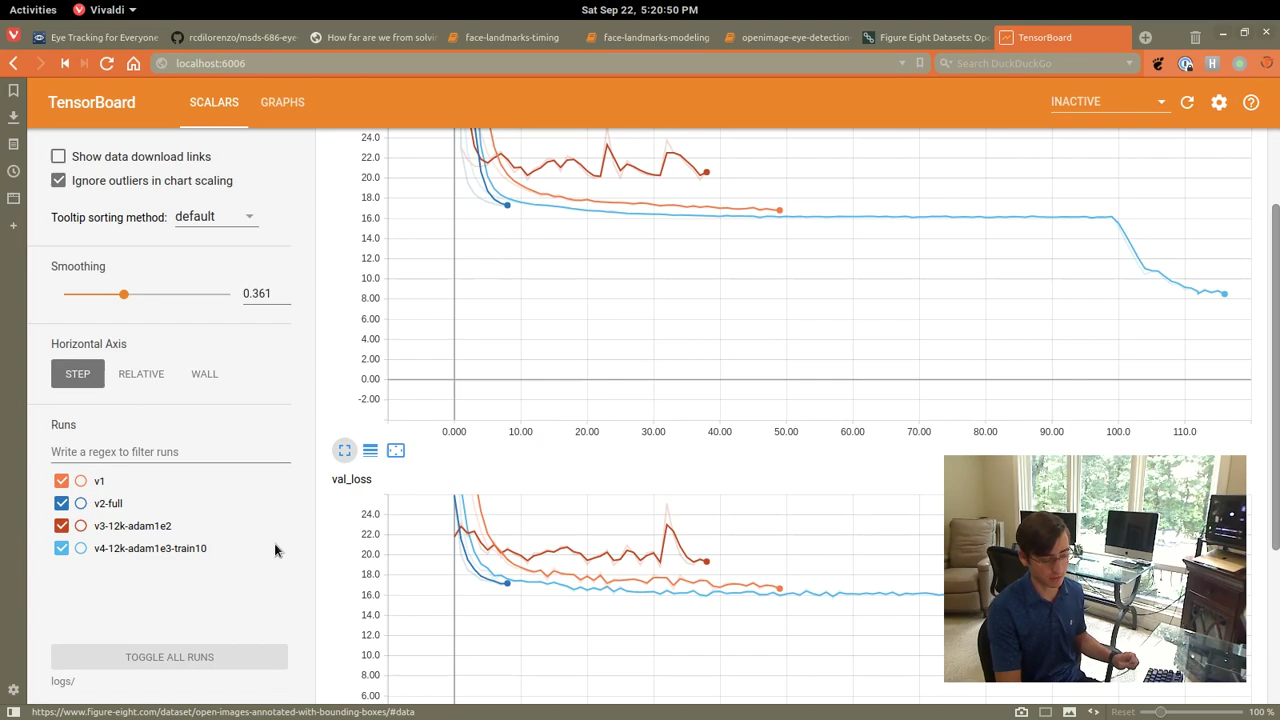 Activities Vivaldi Sat Sep 22, 5:20:50 PM
Eye Tracking for Everyone rcdilorenzo/msds-686-eye- How far are we from solvi face-landmarks-timing face-landmarks-modeling openimage-eye-detection Figure Eight Datasets: Ope TensorBoard
localhost:6006 Search DuckDuckGo
TensorBoard SCALARS GRAPHS INACTIVE
Show data download links
Ignore outliers in chart scaling
Tooltip sorting method: default
Smoothing
0.361
Horizontal Axis
STEP RELATIVE WALL
Runs
Write a regex to filter runs
v1
v2-full
v3-12k-adam1e2
v4-12k-adam1e3-train10
TOGGLE ALL RUNS
logs/
24.0
22.0
20.0
18.0
16.0
14.0
12.0
10.0
8.00
6.00
4.00
2.00
0.00
-2.00
0.000 10.00 20.00 30.00 40.00 50.00 60.00 70.00 80.00 90.00 100.0 110.0
val_loss
24.0
22.0
20.0
18.0
16.0
14.0
12.0
10.0
8.00
6.00
https://www.figure-eight.com/dataset/open-images-annotated-with-bounding-boxes/#data Reset 100 %